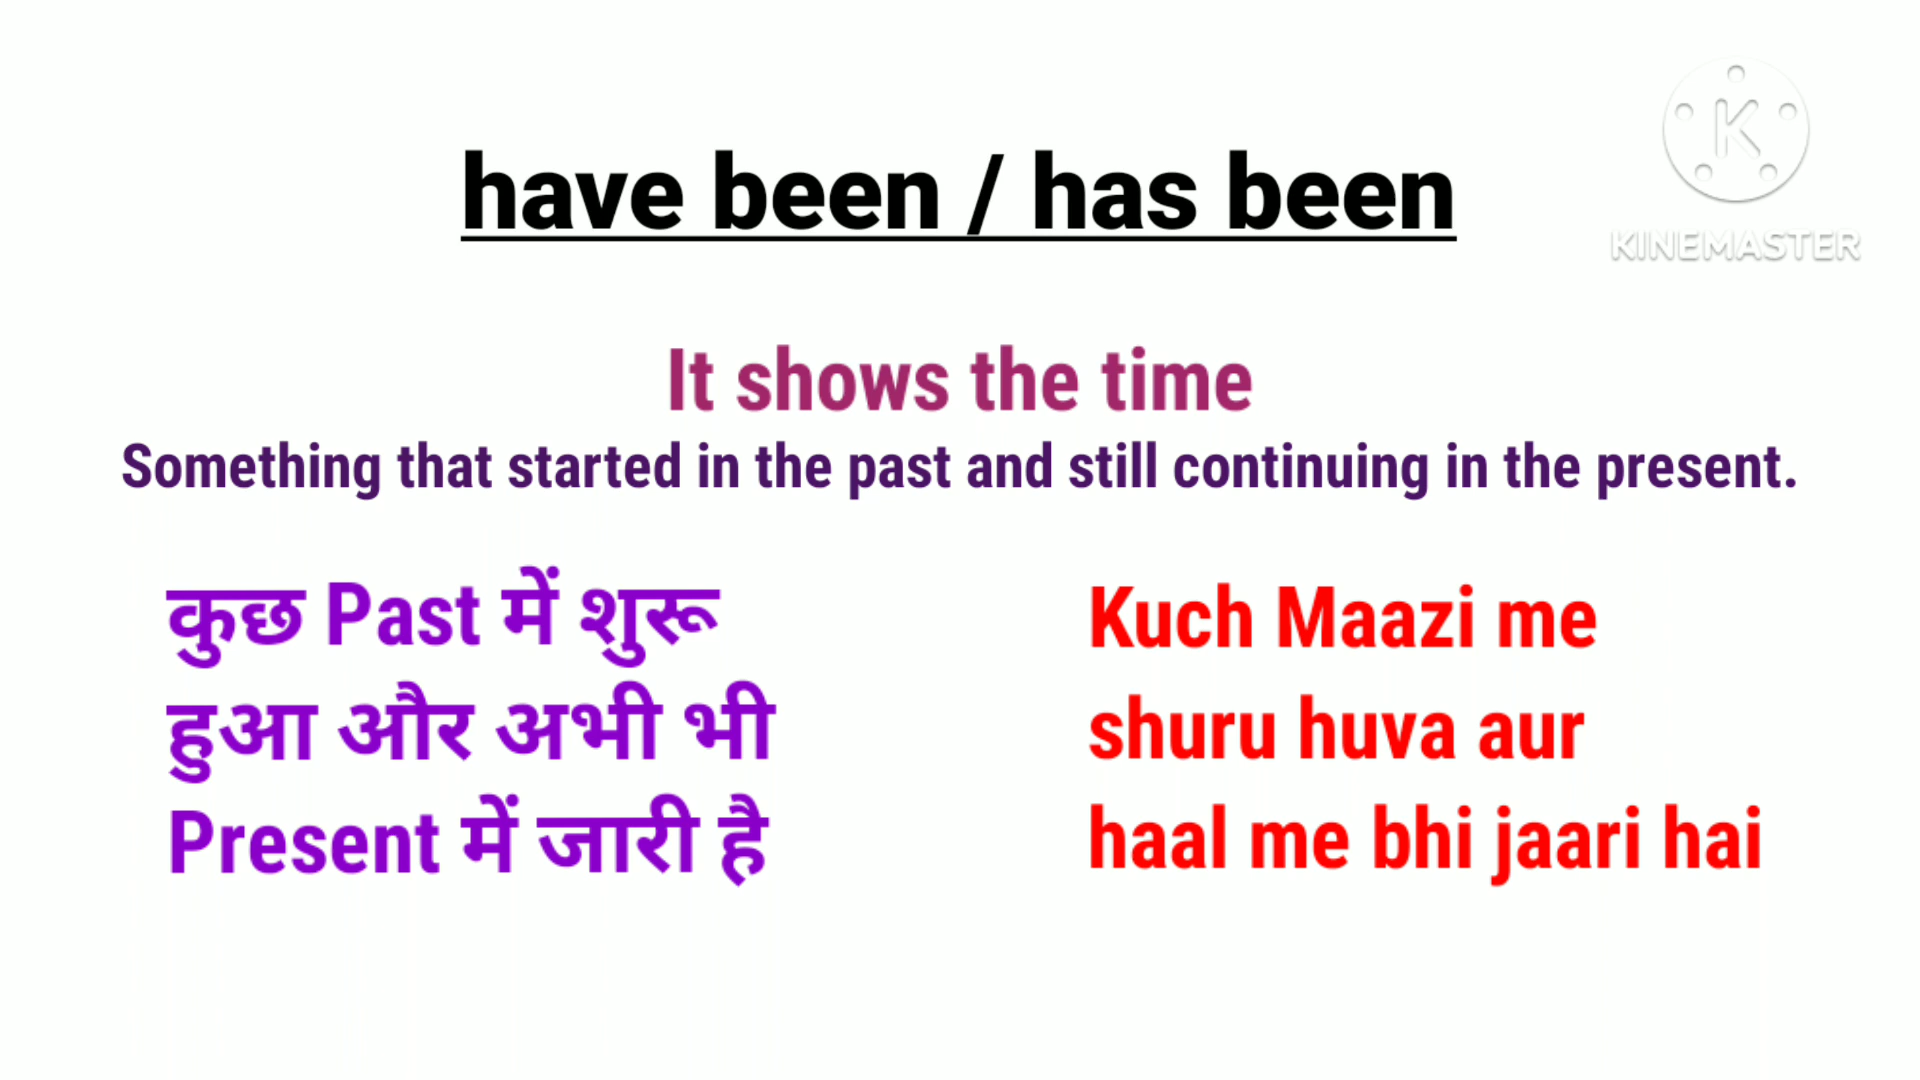 have been / has been
KINEMASTER
It shows the time
Something that started in the past and still continuing in the present.
कुछ Past में शुरू
हुआ और अभी भी
Present में जारी है
Kuch Maazi me
shuru huva aur
haal me bhi jaari hai